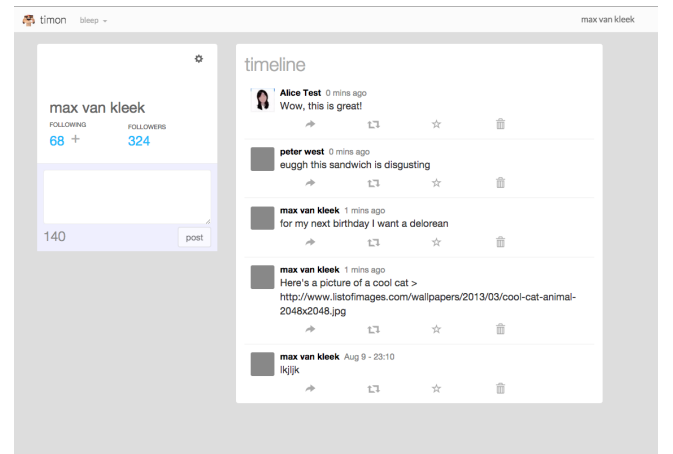 timon bleep max van kleek
max van kleek
FOLLOWING FOLLOWERS
68 + 324
140 post
timeline
Alice Test 0 mins ago
Wow, this is great!
peter west 0 mins ago
euggh this sandwich is disgusting
max van kleek 1 mins ago
for my next birthday I want a delorean
max van kleek 1 mins ago
Here's a picture of a cool cat >
http://www.listofimages.com/wallpapers/2013/03/cool-cat-animal-
2048x2048.jpg
max van kleek Aug 9 - 23:10
lkjljk